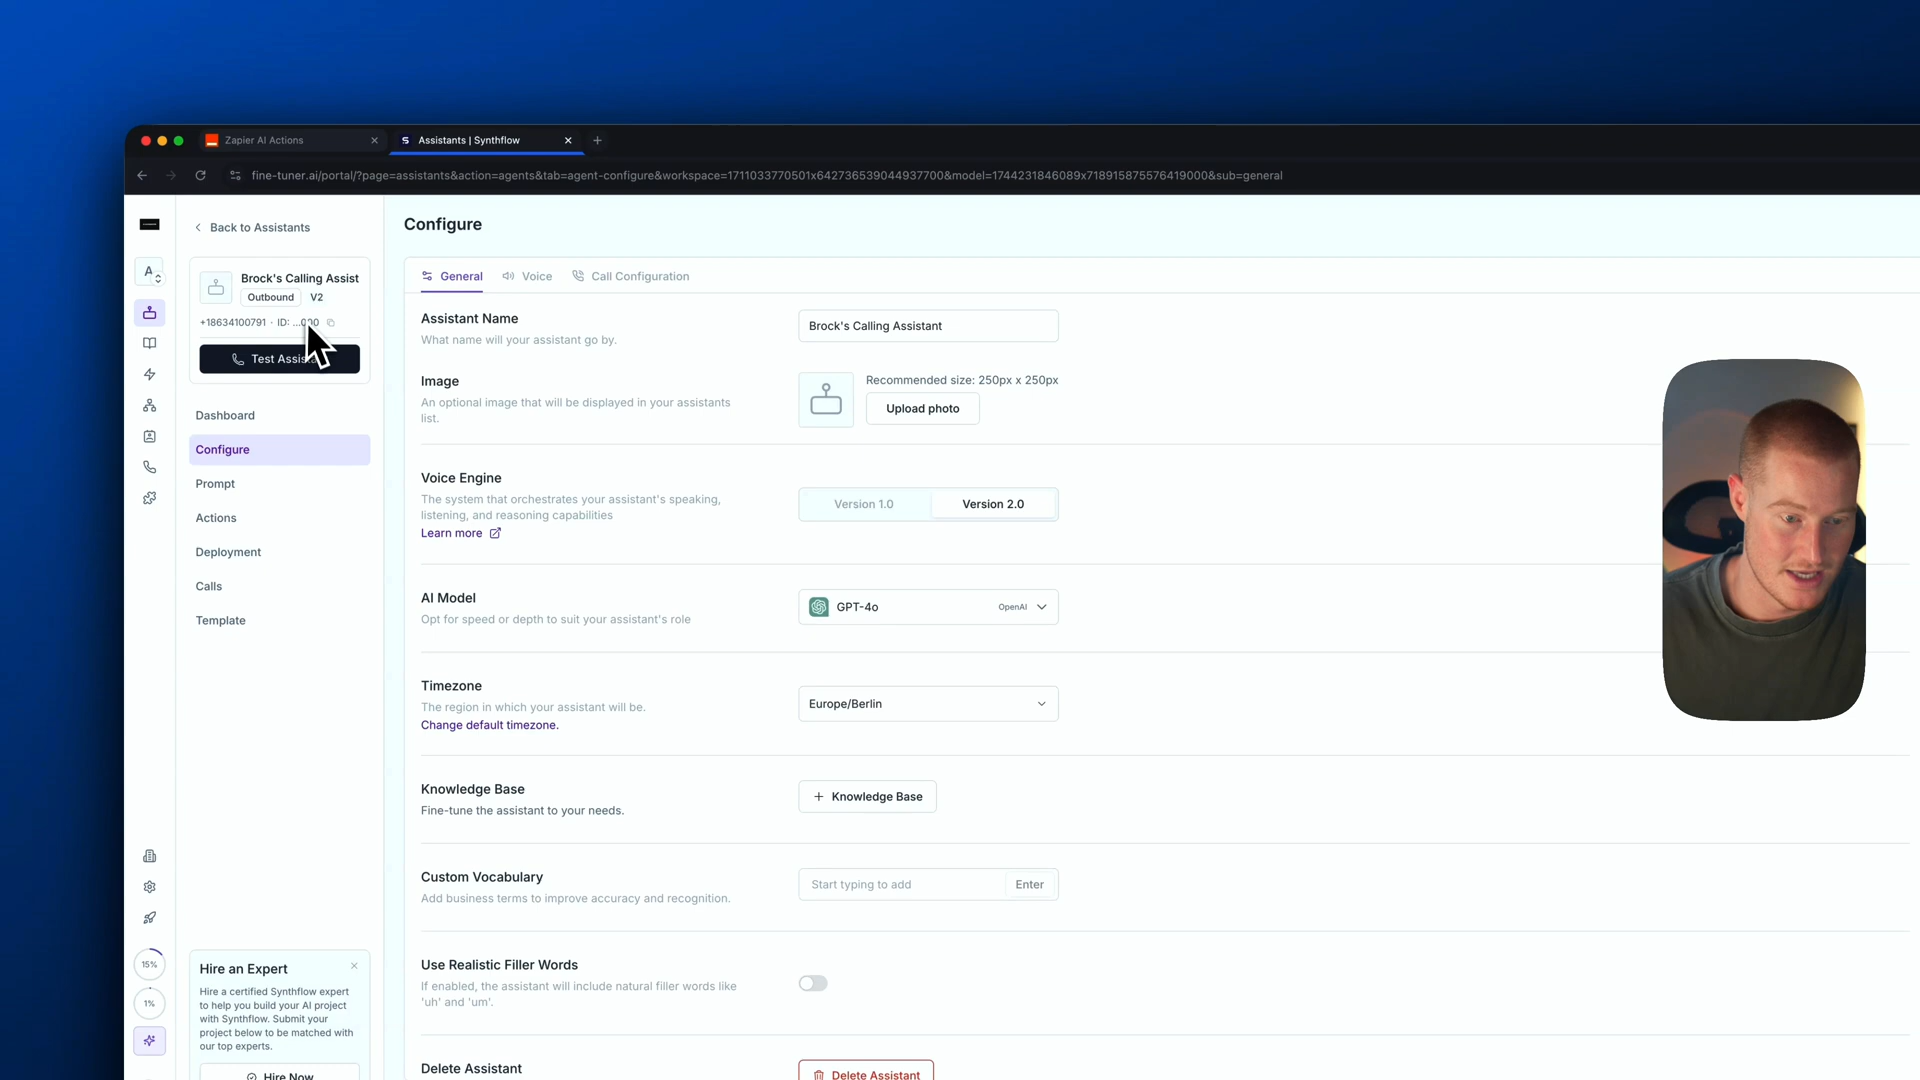 Zapier AI Actions
Assistants | Synthflow
fine-tuner.ai/portal/?page=assistants&action=agents&tab=agent-configure&workspace=1711033770501x642736539044937700&model=1744231846089x718915875576419000&sub=general
Back to Assistants
Configure
A
Brock's Calling Assist
Outbound V2
+18634100791 · ID: ...000
Test Assist
General Voice Call Configuration
Dashboard
Configure
Prompt
Actions
Deployment
Calls
Template
Assistant Name
What name will your assistant go by.
Brock's Calling Assistant
Image
An optional image that will be displayed in your assistants
list.
Recommended size: 250px x 250px
Upload photo
Voice Engine
The system that orchestrates your assistant's speaking,
listening, and reasoning capabilities
Learn more
Version 1.0 Version 2.0
AI Model
Opt for speed or depth to suit your assistant's role
GPT-4o OpenAI
Timezone
The region in which your assistant will be.
Change default timezone.
Europe/Berlin
Knowledge Base
Fine-tune the assistant to your needs.
+ Knowledge Base
Custom Vocabulary
Add business terms to improve accuracy and recognition.
Start typing to add Enter
Use Realistic Filler Words
If enabled, the assistant will include natural filler words like
'uh' and 'um'.
Delete Assistant
Delete Assistant
15%
1%
Hire an Expert
Hire a certified Synthflow expert
to help you build your AI project
with Synthflow. Submit your
project below to be matched with
our top experts.
Hire Now